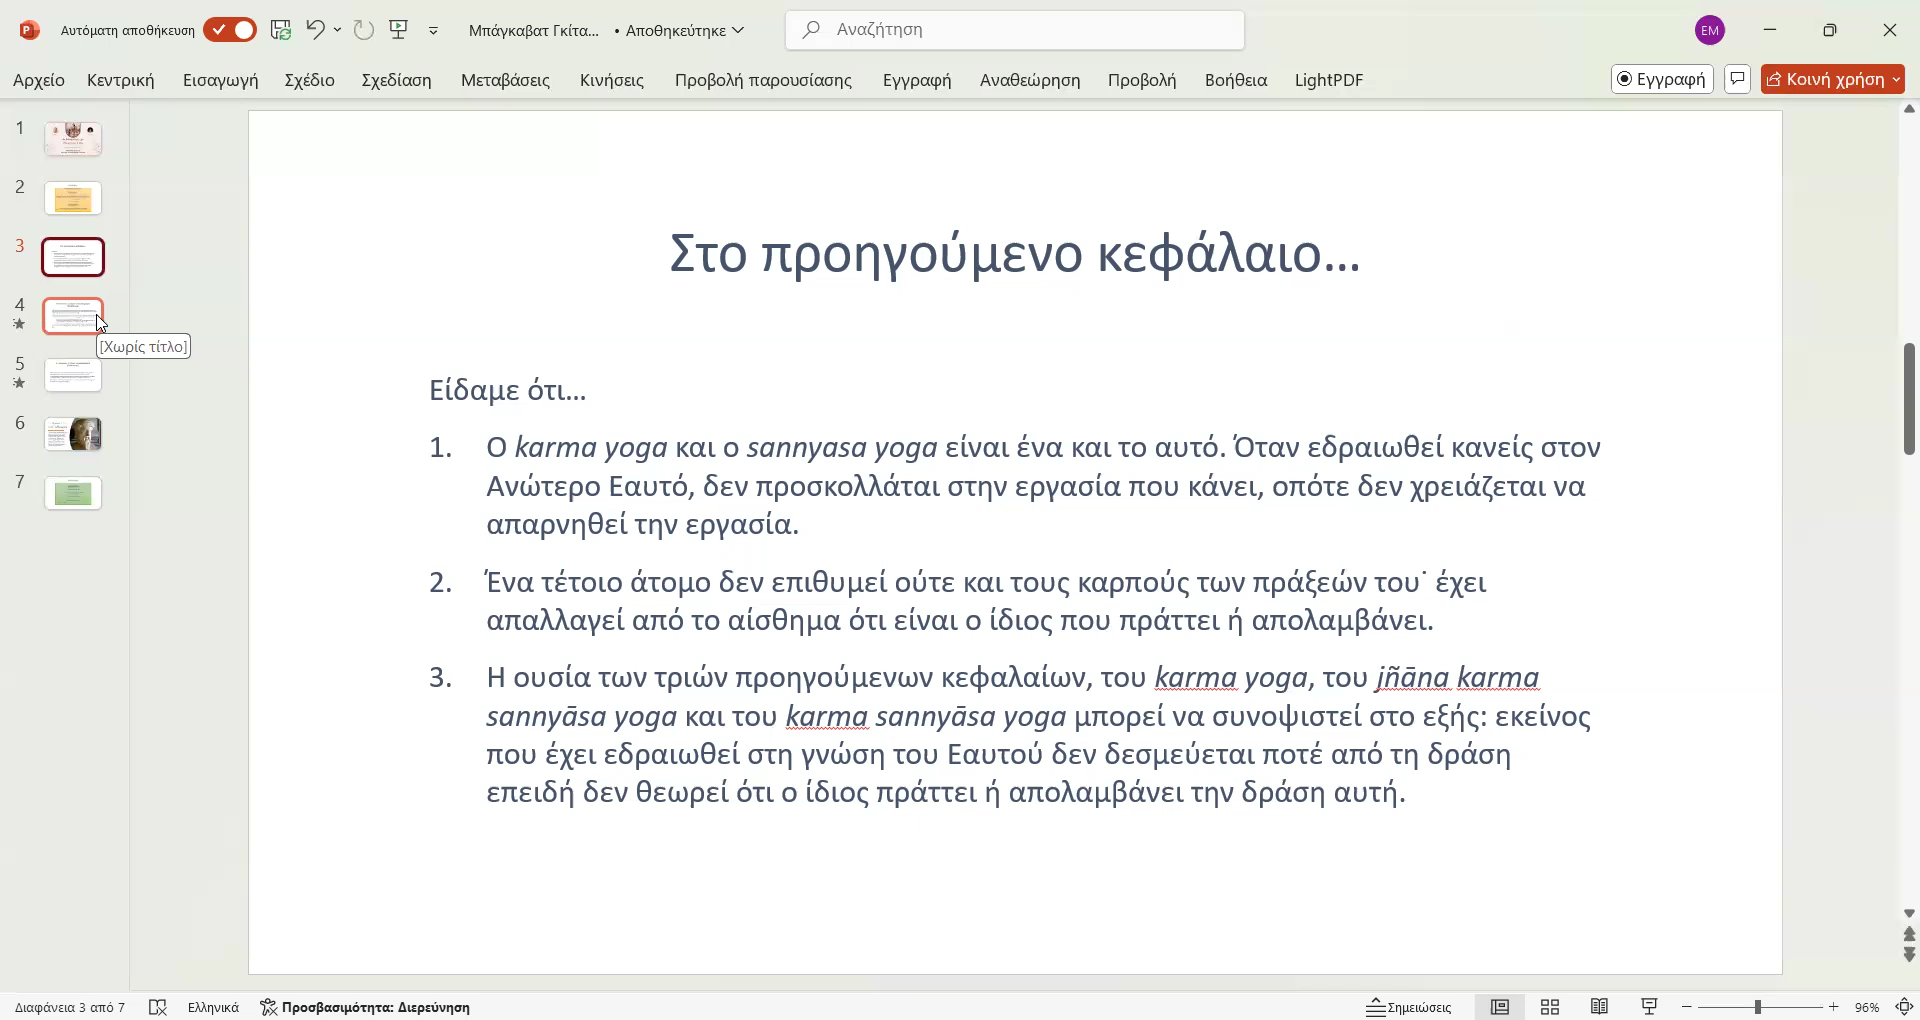 Αυτόματη αποθήκευση
Μπάγκαβατ Γκίτα... • Αποθηκεύτηκε
Αναζήτηση
EM
Αρχείο Κεντρική Εισαγωγή Σχέδιο Σχεδίαση Μεταβάσεις Κινήσεις Προβολή παρουσίασης Εγγραφή Αναθεώρηση Προβολή Βοήθεια LightPDF
Εγγραφή
Κοινή χρήση
1
2
3
4
[Χωρίς τίτλο]
5
6
7
Στο προηγούμενο κεφάλαιο...
Είδαμε ότι...
1. Ο karma yoga και ο sannyasa yoga είναι ένα και το αυτό. Όταν εδραιωθεί κανείς στον
Ανώτερο Εαυτό, δεν προσκολλάται στην εργασία που κάνει, οπότε δεν χρειάζεται να
απαρνηθεί την εργασία.
2. Ένα τέτοιο άτομο δεν επιθυμεί ούτε και τους καρπούς των πράξεών του˙ έχει
απαλλαγεί από το αίσθημα ότι είναι ο ίδιος που πράττει ή απολαμβάνει.
3. Η ουσία των τριών προηγούμενων κεφαλαίων, του karma yoga, του jñāna karma
sannyāsa yoga και του karma sannyāsa yoga μπορεί να συνοψιστεί στο εξής: εκείνος
που έχει εδραιωθεί στη γνώση του Εαυτού δεν δεσμεύεται ποτέ από τη δράση
επειδή δεν θεωρεί ότι ο ίδιος πράττει ή απολαμβάνει την δράση αυτή.
Διαφάνεια 3 από 7 Ελληνικά Προσβασιμότητα: Διερεύνηση
Σημειώσεις
96%